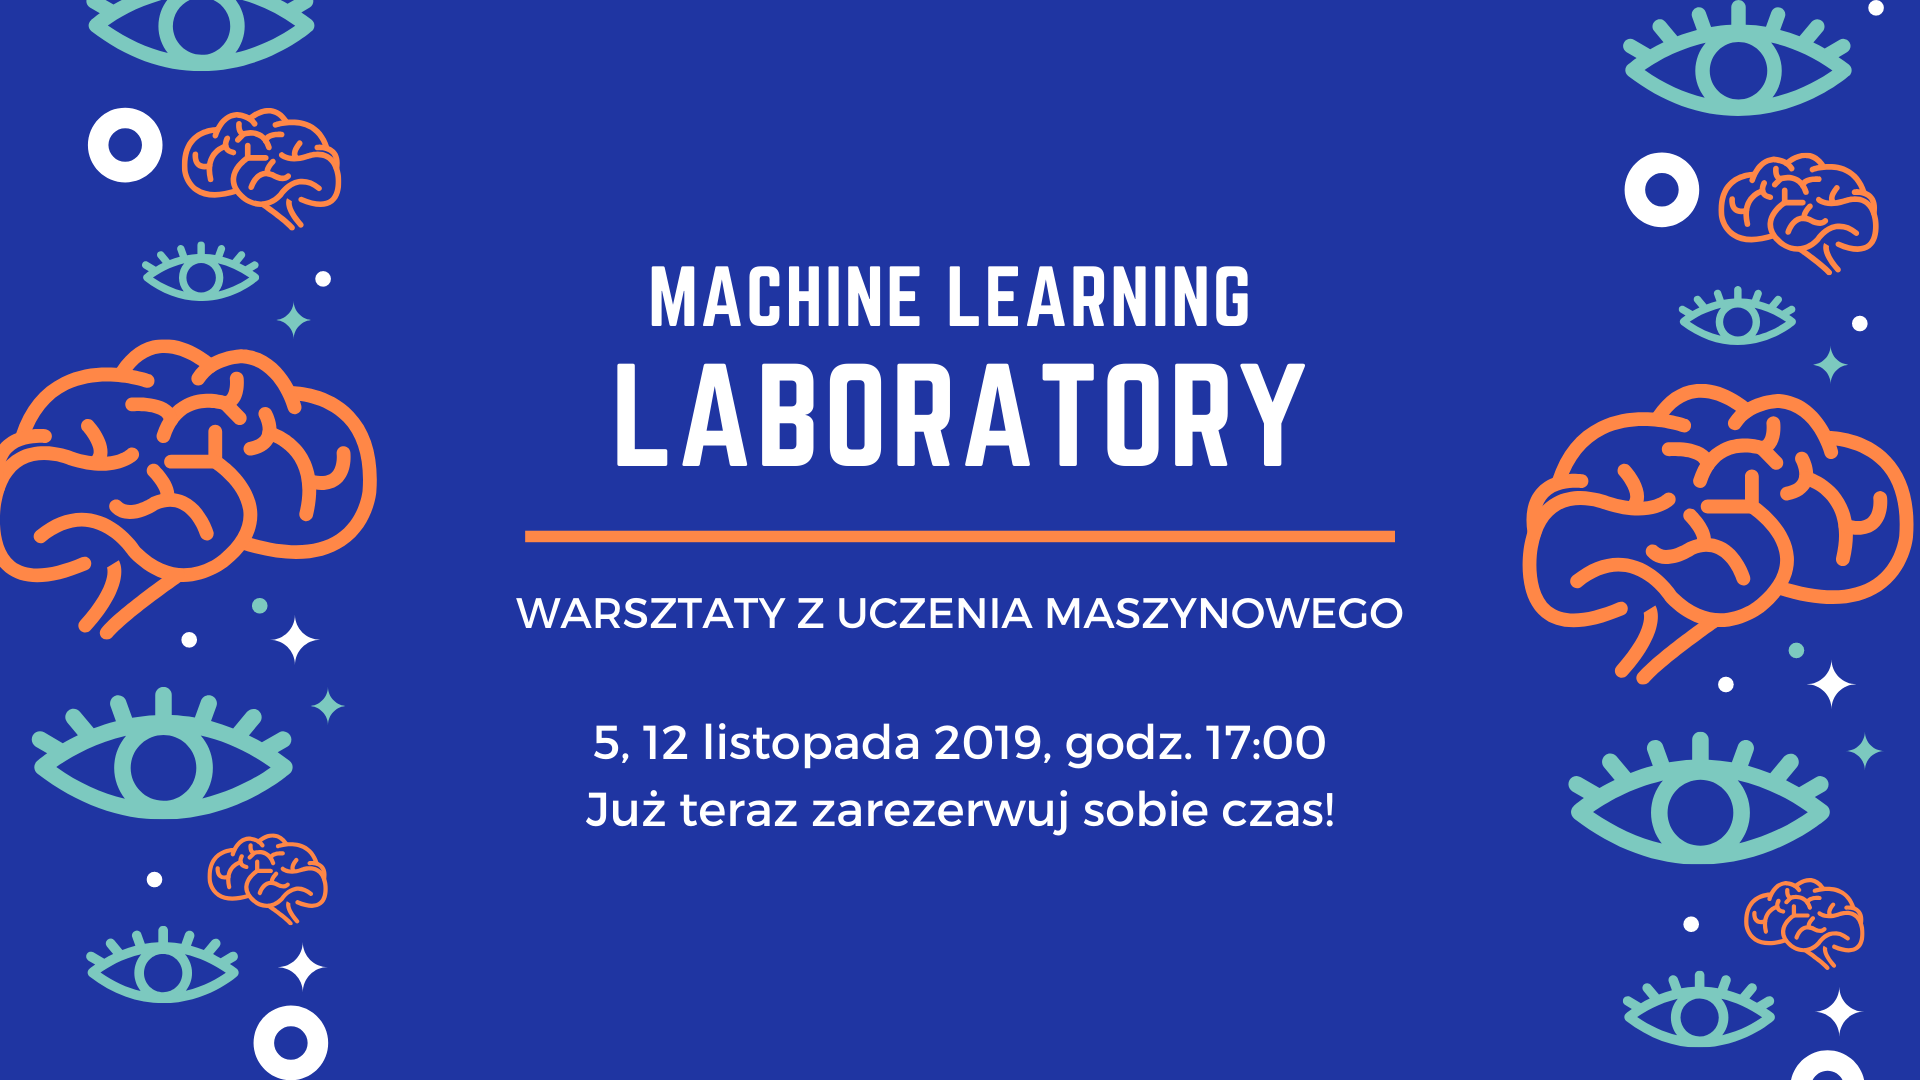 MACHINE LEARNING
LABORATORY
WARSZTATY Z UCZENIA MASZYNOWEGO
5, 12 listopada 2019, godz. 17:00
Już teraz zarezerwuj sobie czas!